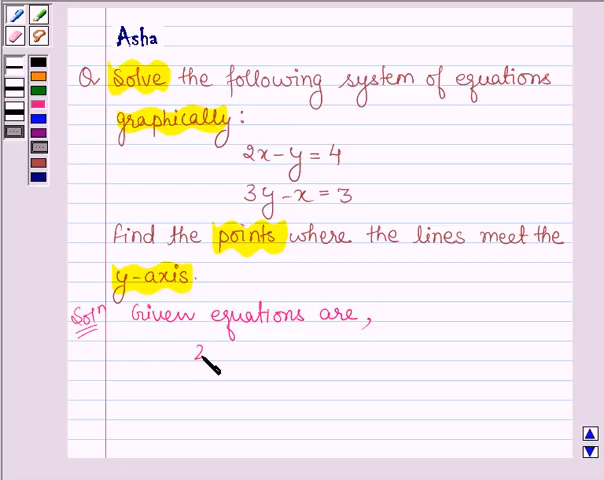 Asha
Q Solve the following system of equations
graphically:
2x - y = 4
3y - x = 3
Find the points where the lines meet the
y-axis.
Solⁿ Given equations are,
2